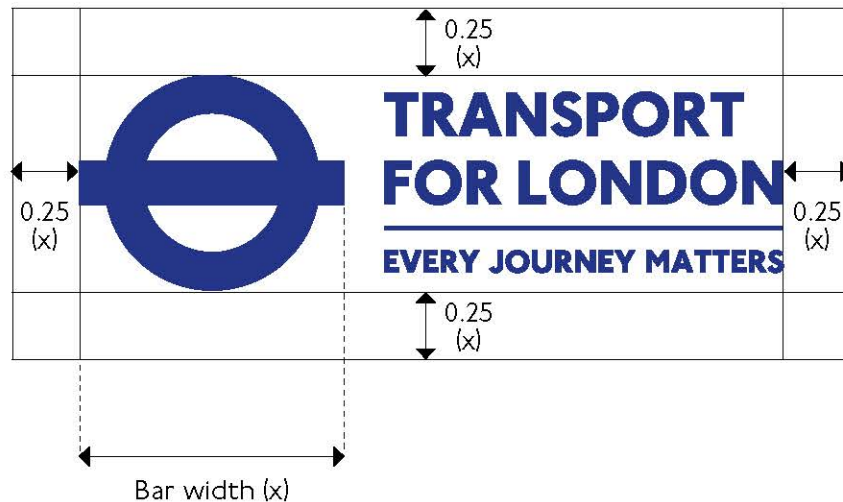 0.25
(x)
TRANSPORT
FOR LONDON
0.25
(x)
0.25
(x)
EVERY JOURNEY MATTERS
0.25
(x)
Bar width (x)